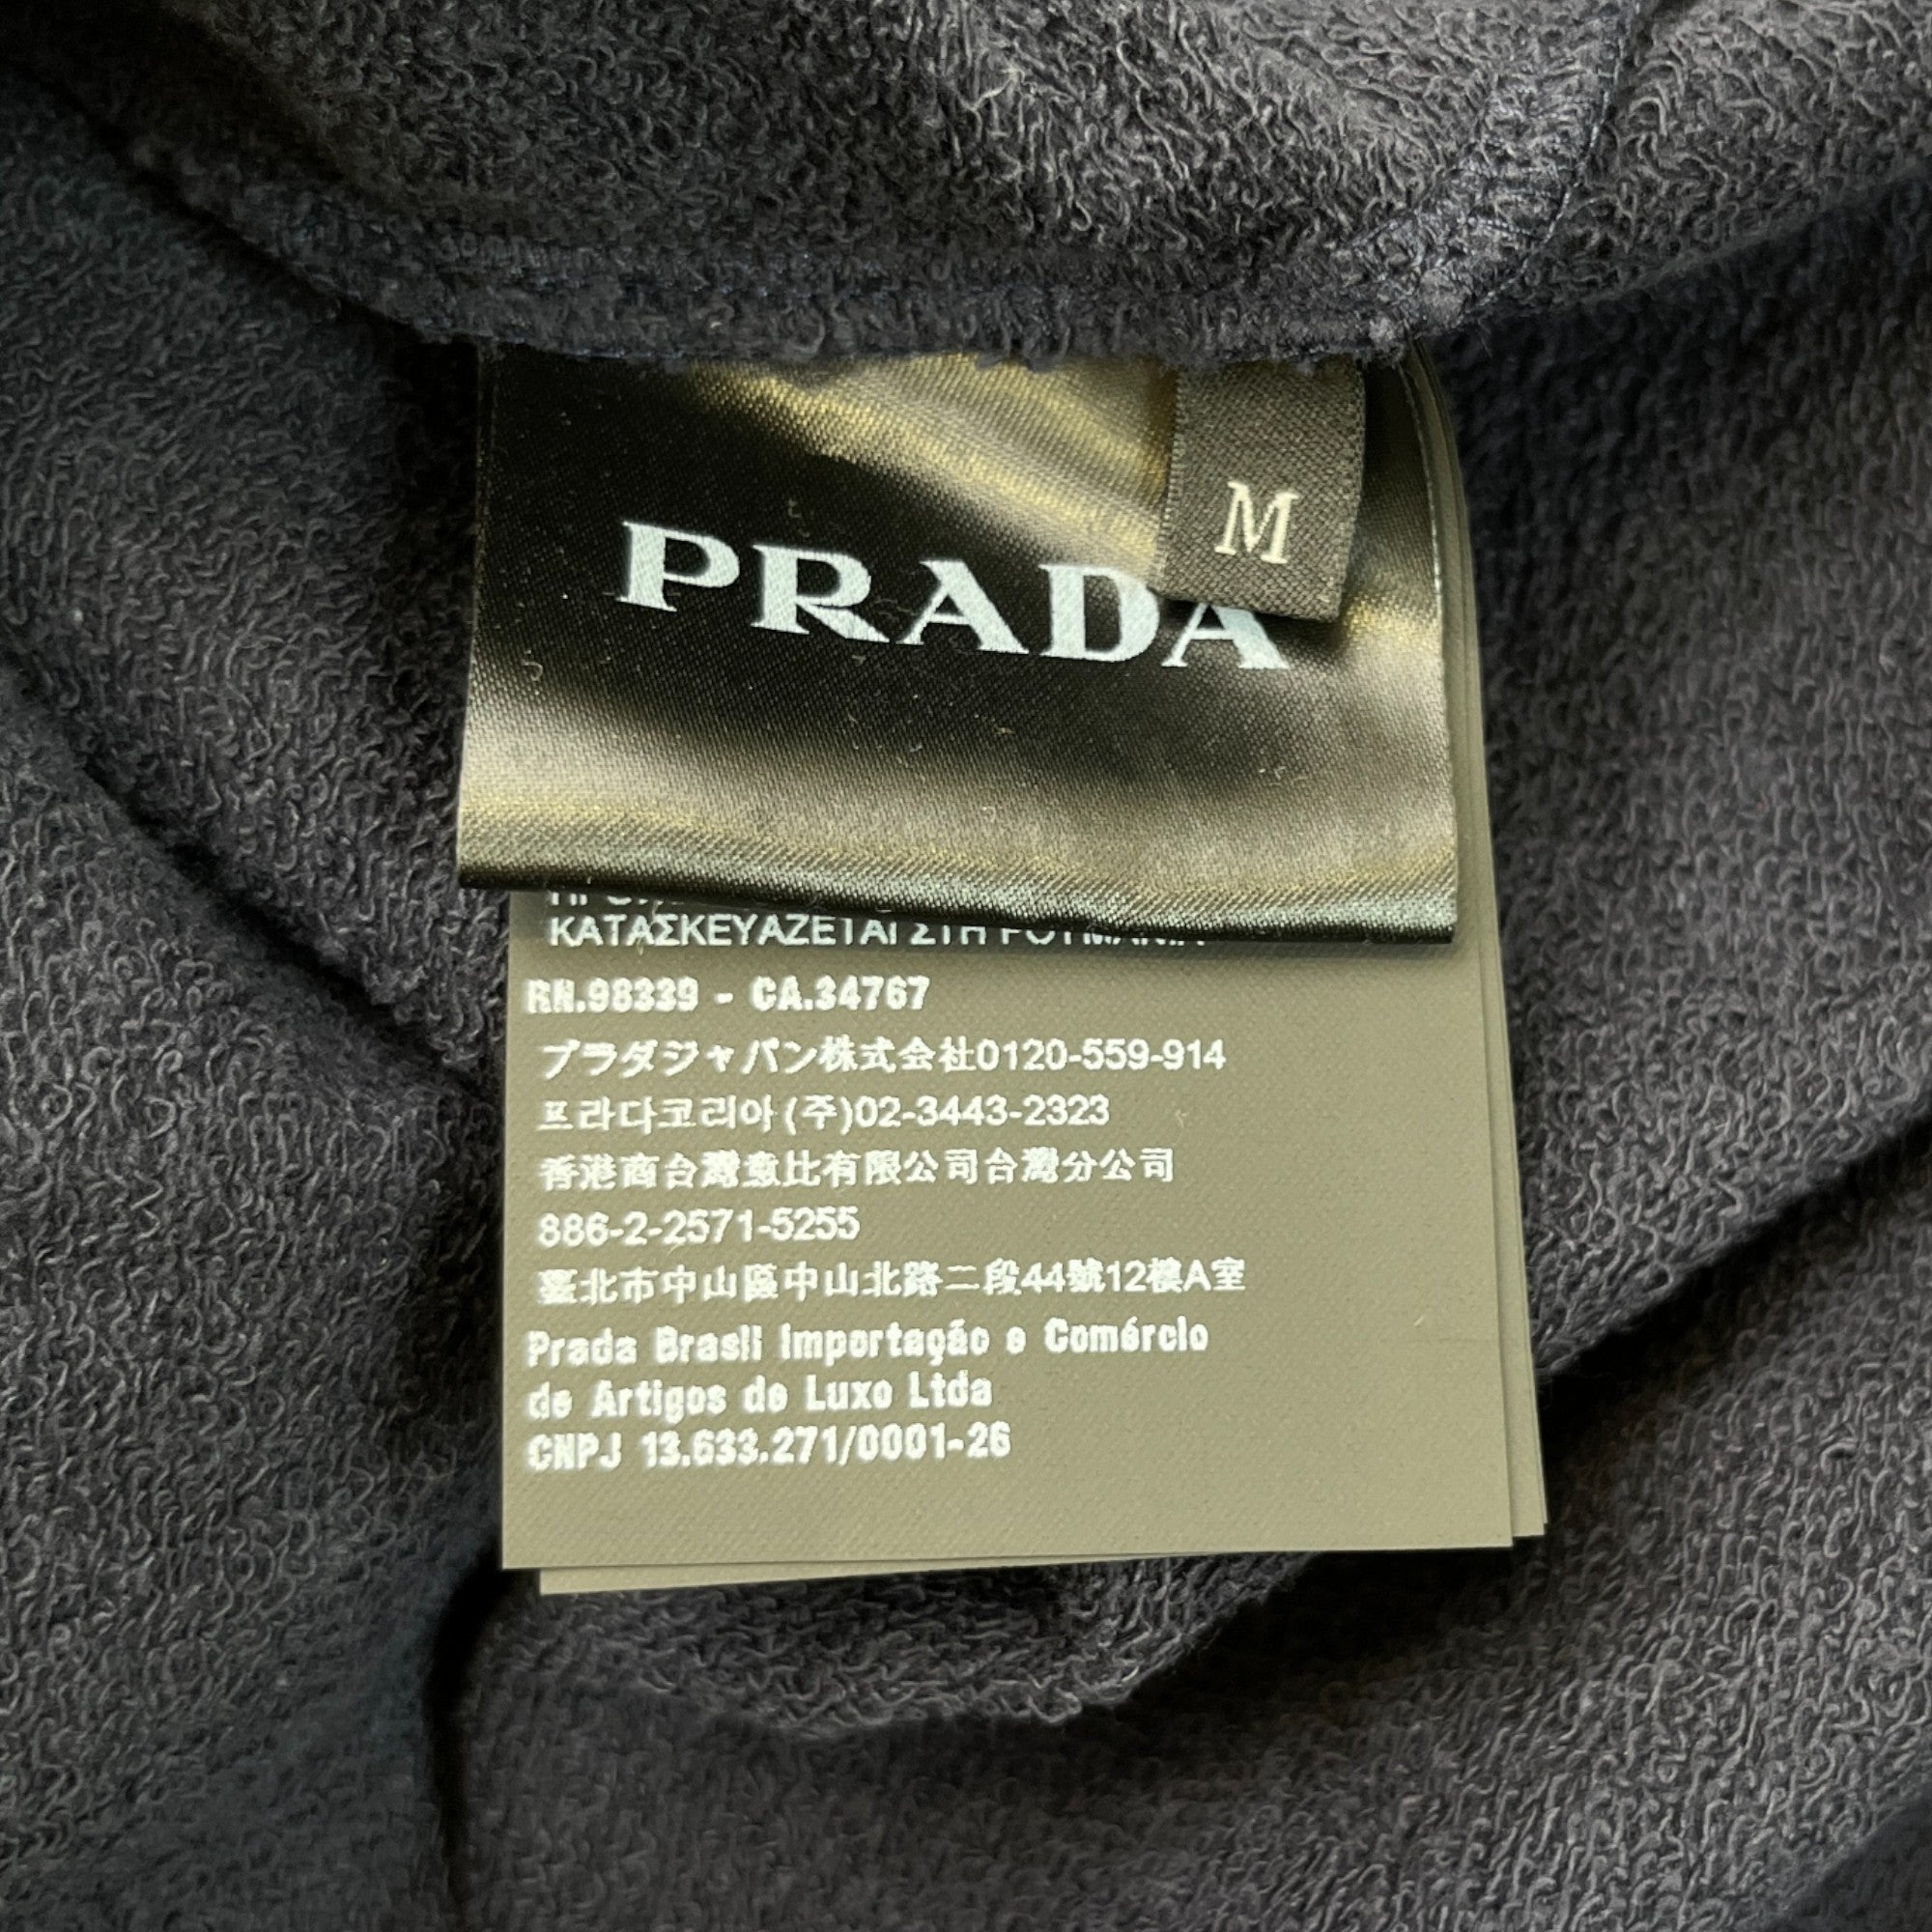 M
PRADA
ΚΑΤΑΣΚΕΥΑΖΕΤΑΙ ΣΤΗ ΡΟΥΜΑΝΙΑ
RN.98339 - CA.34767
プラダジャパン株式会社0120-559-914
프라다코리아(주)02-3443-2323
香港商台灣意比有限公司台灣分公司
886-2-2571-5255
臺北市中山區中山北路二段44號12樓A室
Prada Brasil Importação e Comércio
de Artigos de Luxo Ltda
CNPJ 13.633.271/0001-26